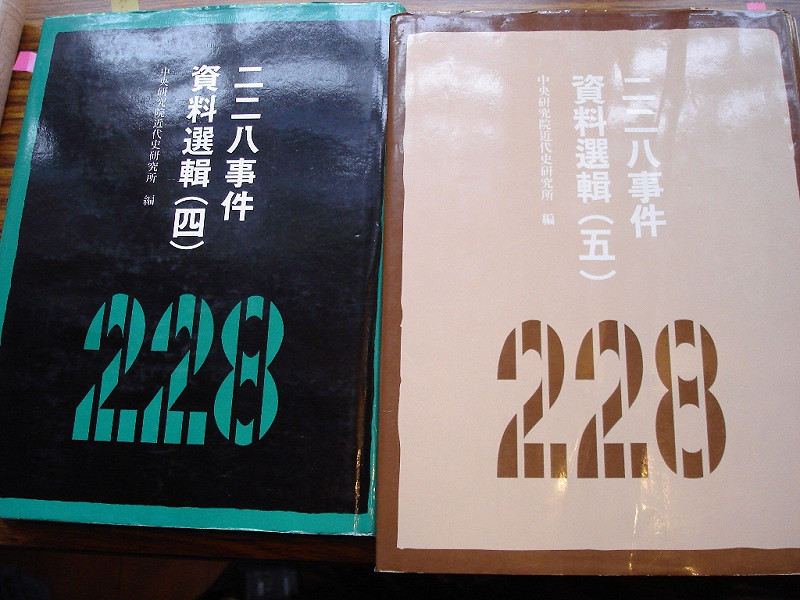 二二八事件
資料選輯(四)
中央研究院近代史研究所 編
228
二二八事件
資料選輯(五)
中央研究院近代史研究所 編
228